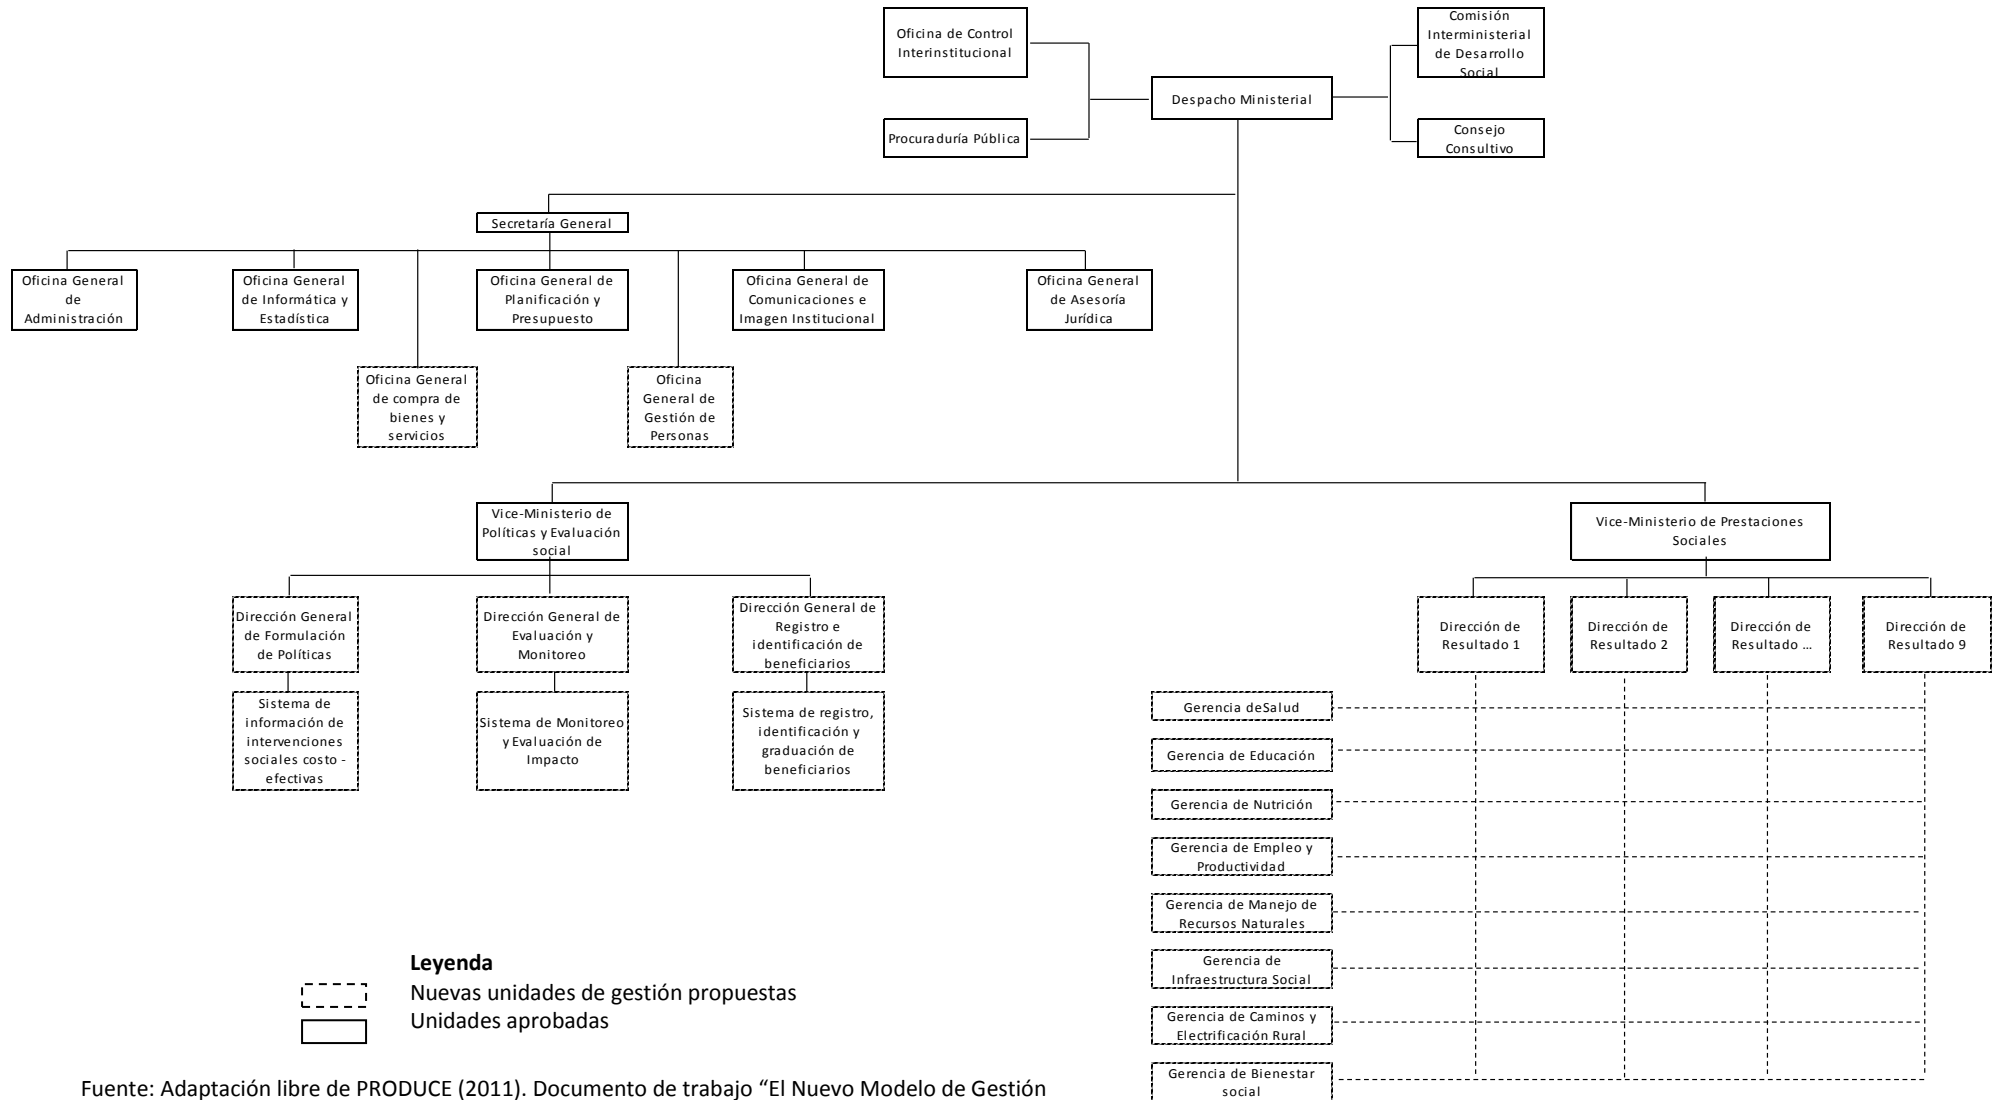 Oficina de Control
Interinstitucional
Procuraduría Pública
Despacho Ministerial
Comisión
Interministerial
de Desarrollo
Social
Consejo
Consultivo
Secretaría General
Oficina General
de
Administración
Oficina General
de Informática y
Estadística
Oficina General de
Planificación y
Presupuesto
Oficina General de
Comunicaciones e
Imagen Institucional
Oficina General
de Asesoría
Jurídica
Oficina General
de compra de
bienes y
servicios
Oficina
General de
Gestión de
Personas
Vice-Ministerio de
Políticas y Evaluación
social
Vice-Ministerio de Prestaciones
Sociales
Dirección General
de Formulación
de Políticas
Dirección General de
Evaluación y
Monitoreo
Dirección General de
Registro e
identificación de
beneficiarios
Sistema de
información de
intervenciones
sociales costo -
efectivas
Sistema de Monitoreo
y Evaluación de
Impacto
Sistema de registro,
identificación y
graduación de
beneficiarios
Dirección de
Resultado 1
Dirección de
Resultado 2
Dirección de
Resultado ...
Dirección de
Resultado 9
Gerencia deSalud
Gerencia de Educación
Gerencia de Nutrición
Gerencia de Empleo y
Productividad
Gerencia de Manejo de
Recursos Naturales
Gerencia de
Infraestructura Social
Gerencia de Caminos y
Electrificación Rural
Gerencia de Bienestar
social
Leyenda
Nuevas unidades de gestión propuestas
Unidades aprobadas
Fuente: Adaptación libre de PRODUCE (2011). Documento de trabajo “El Nuevo Modelo de Gestión